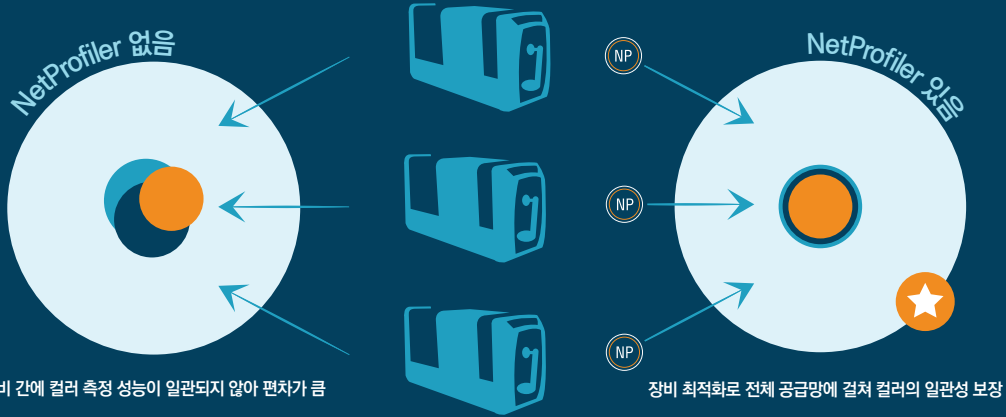 NetProfiler 없음
NetProfiler 있음
NP
NP
NP
간에 컬러 측정 성능이 일관되지 않아 편차가 큼
장비 최적화로 전체 공급망에 걸쳐 컬러의 일관성 보장